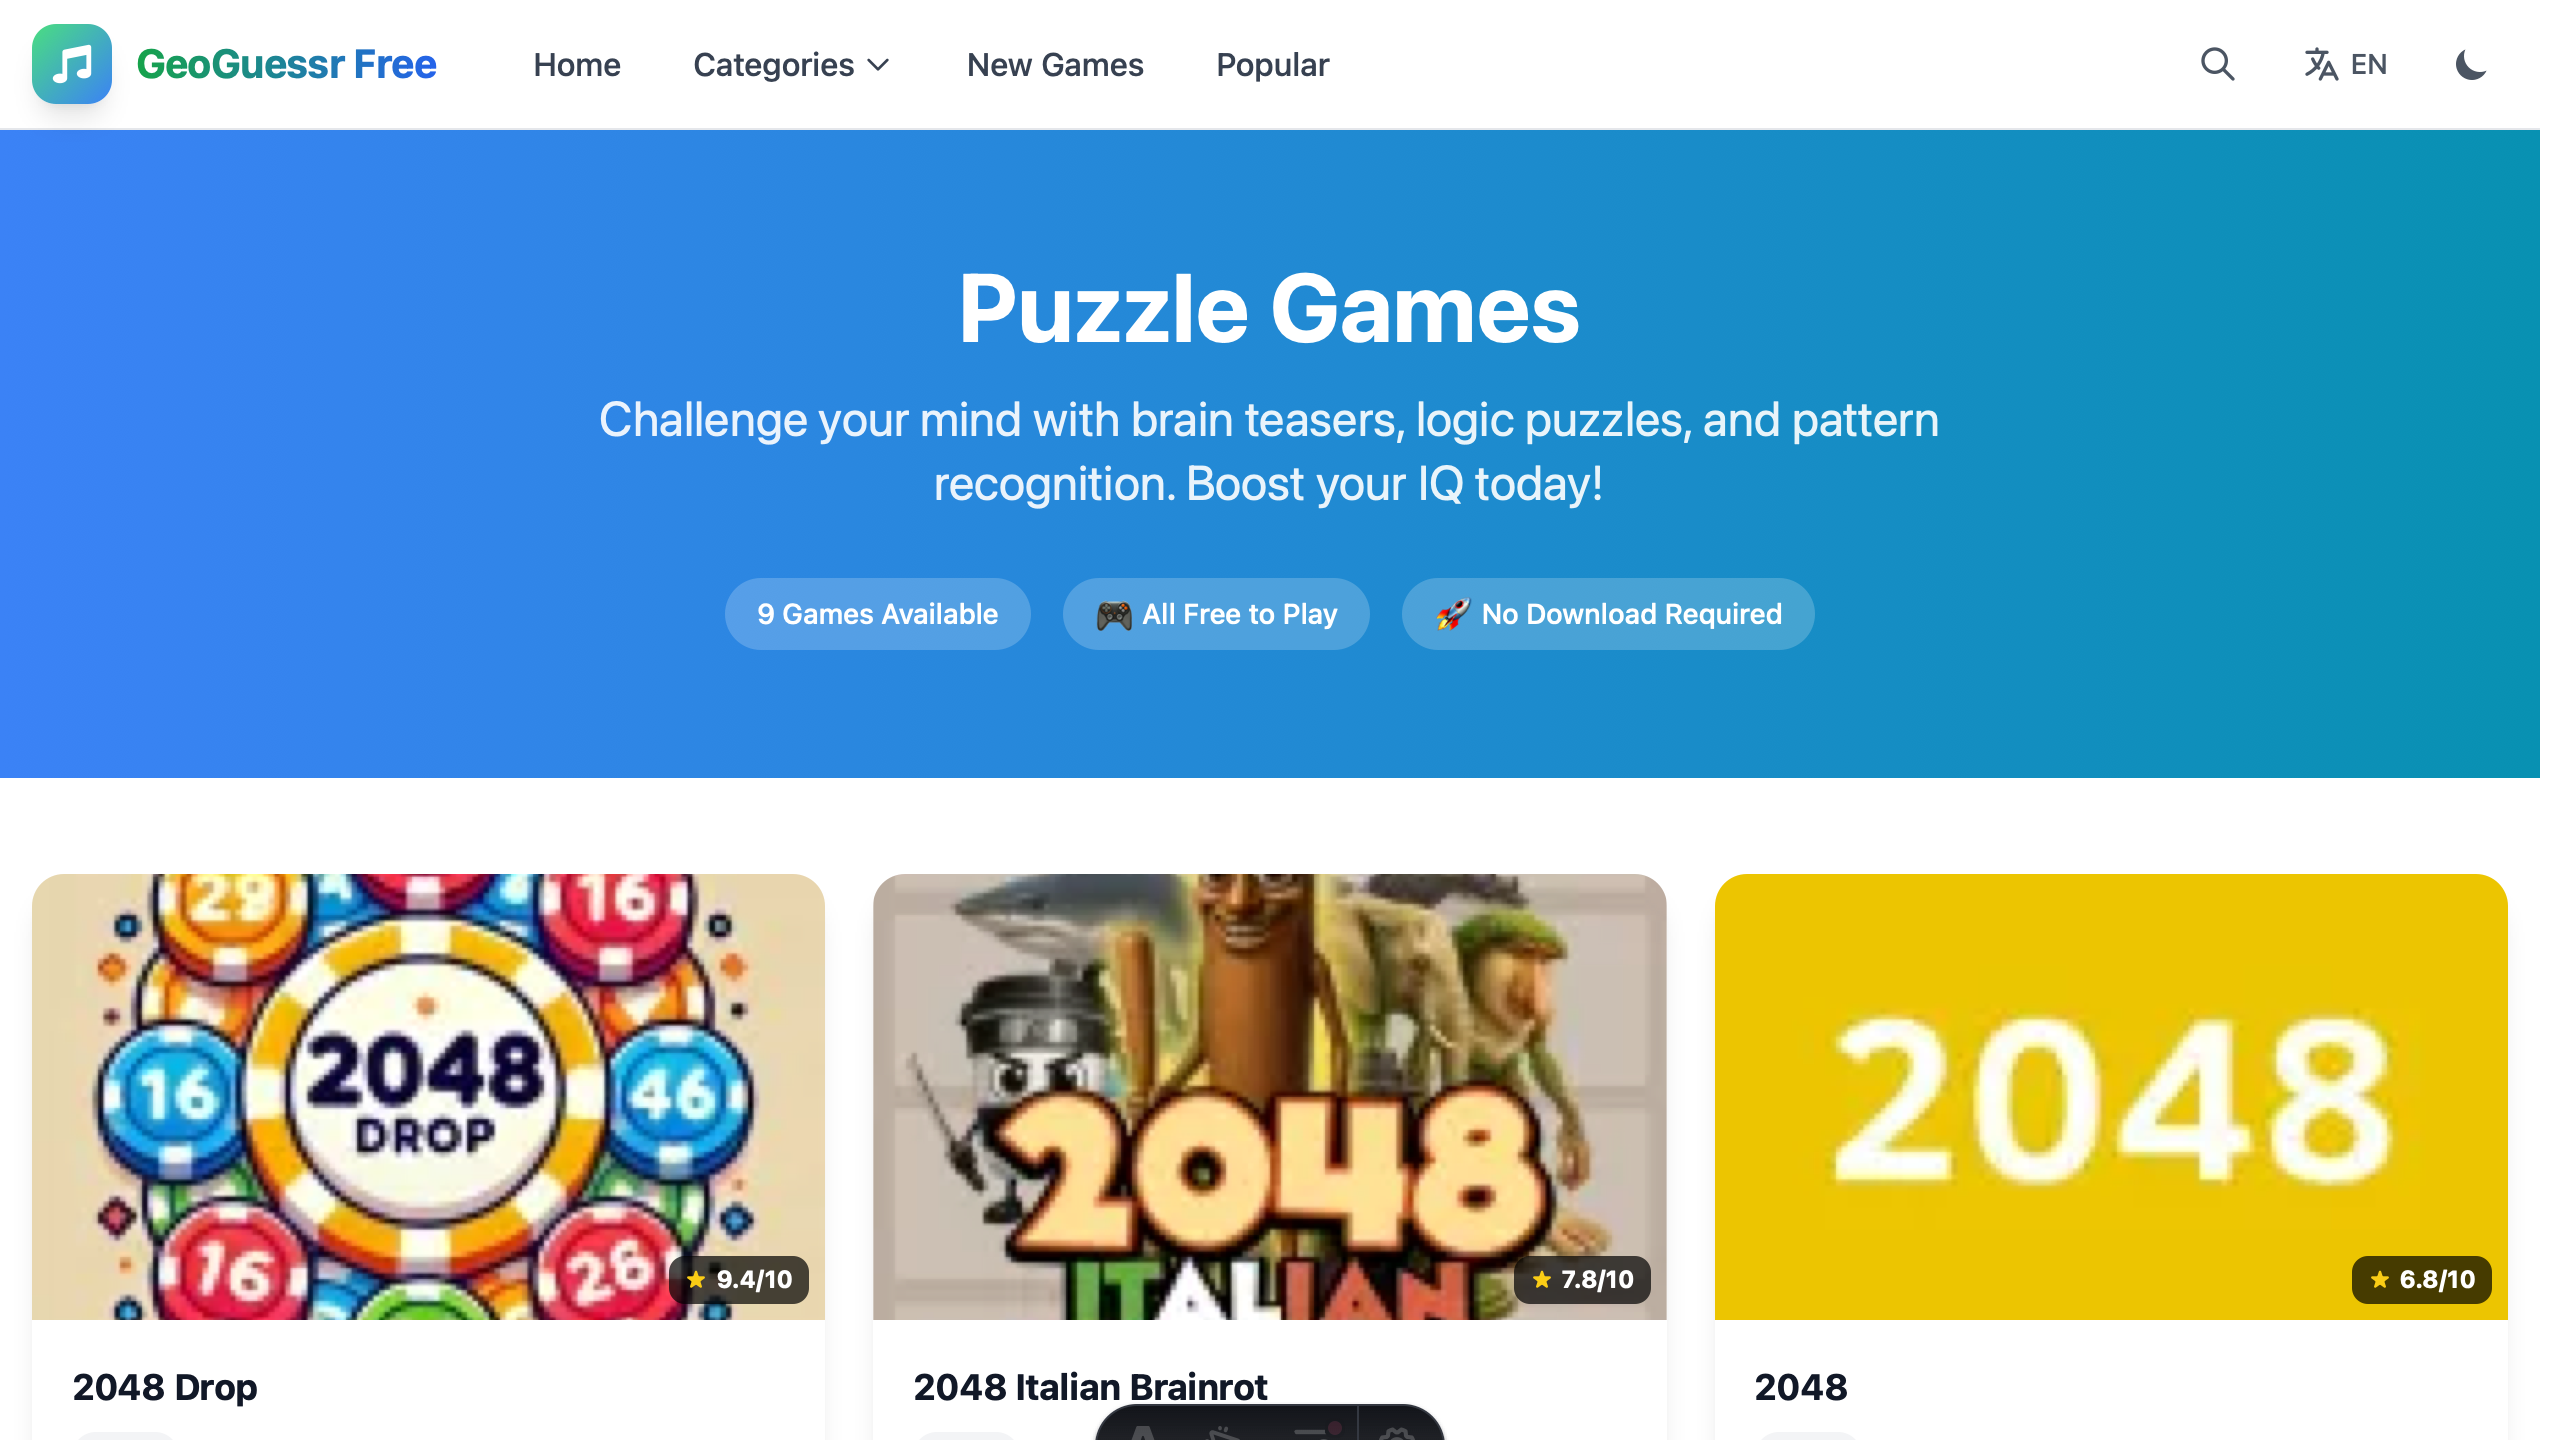 GeoGuessr Free
Home
Categories
New Games
Popular
EN
Puzzle Games
Challenge your mind with brain teasers, logic puzzles, and pattern
recognition. Boost your IQ today!
9 Games Available
🎮 All Free to Play
🚀 No Download Required
29
16
16
2048
DROP
46
16
26
9.4/10
2048
ITALIAN
7.8/10
2048
6.8/10
2048 Drop
2048 Italian Brainrot
2048